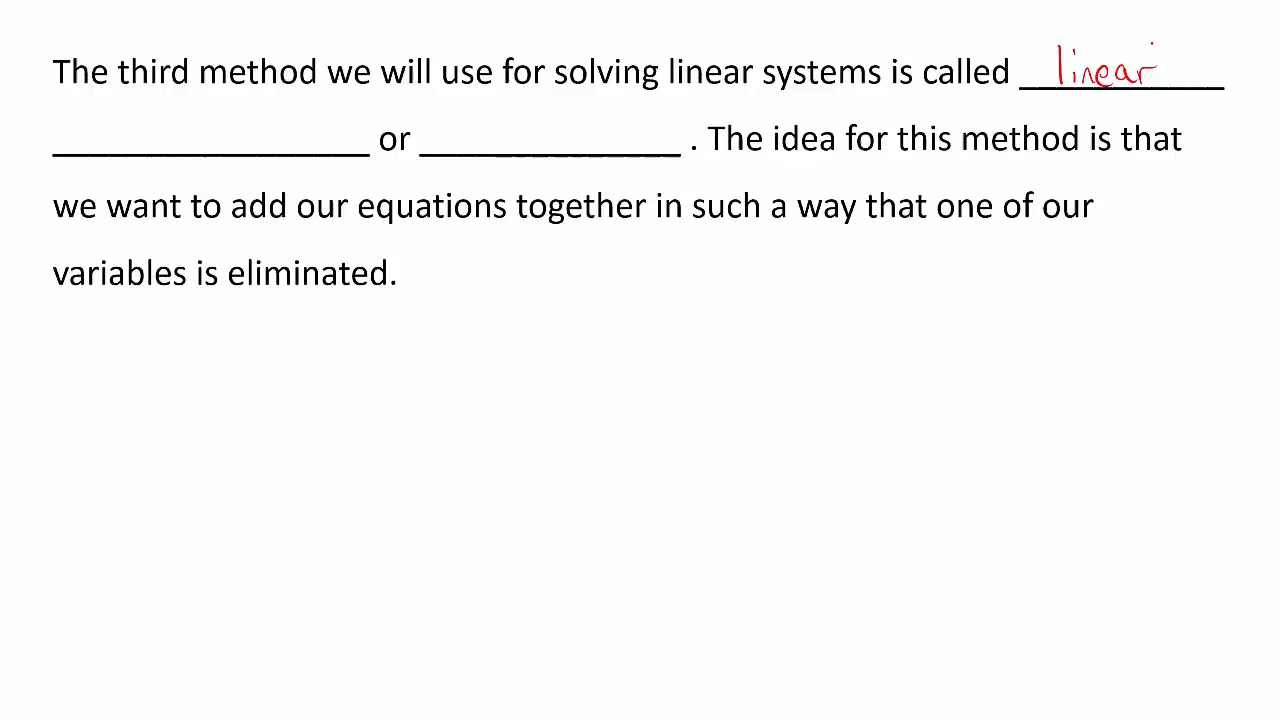 The third method we will use for solving linear systems is called linear
_________________ or ______________ . The idea for this method is that
we want to add our equations together in such a way that one of our
variables is eliminated.